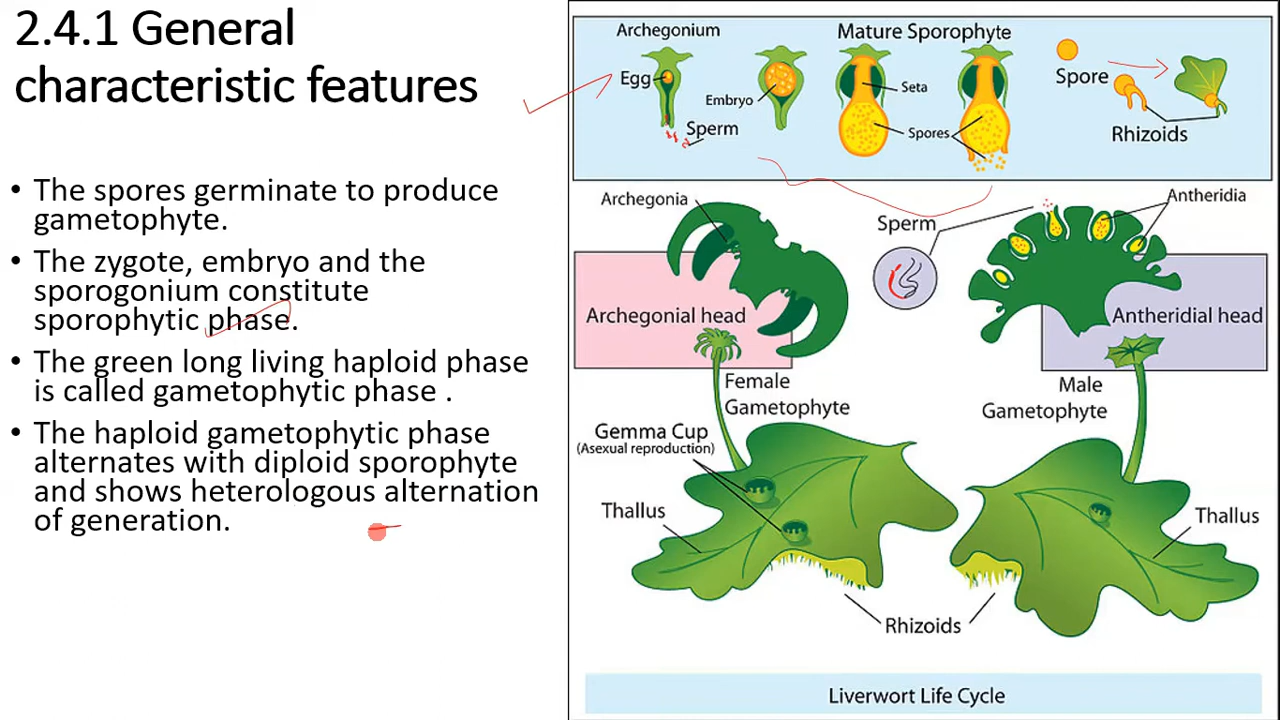 2.4.1 General
characteristic features
• The spores germinate to produce
gametophyte.
• The zygote, embryo and the
sporogonium constitute
sporophytic phase.
• The green long living haploid phase
is called gametophytic phase .
• The haploid gametophytic phase
alternates with diploid sporophyte
and shows heterologous alternation
of generation.
Archegonium
Egg
Sperm
Embryo
Mature Sporophyte
Seta
Spores
Spore
Rhizoids
Archegonia
Archegonial head
Sperm
Antheridia
Antheridial head
Female
Gametophyte
Male
Gametophyte
Gemma Cup
(Asexual reproduction)
Thallus
Thallus
Rhizoids
Liverwort Life Cycle